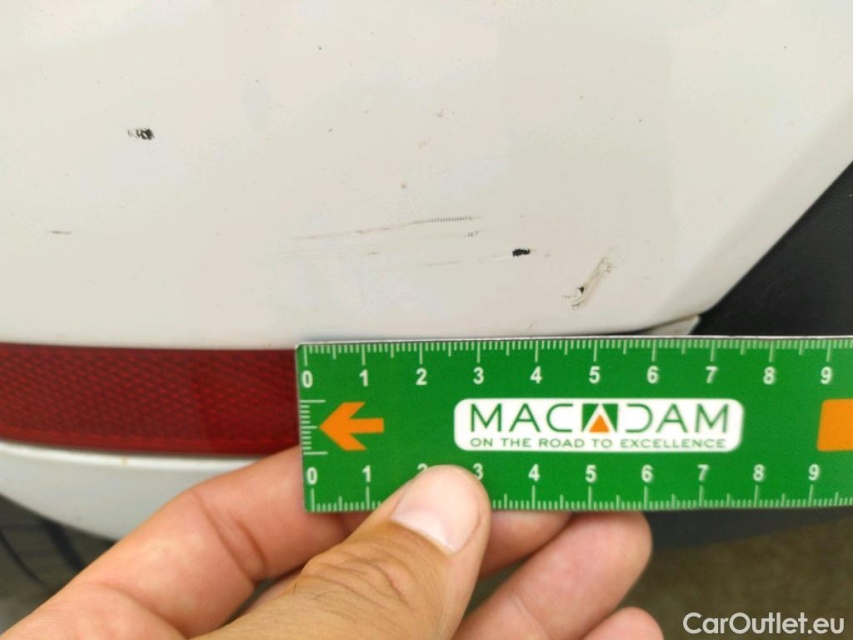 0 1 2 3 4 5 6 7 8 9
MACADAM
ON THE ROAD TO EXCELLENCE
0 1 2 3 4 5 6 7 8 9
CarOutlet.eu